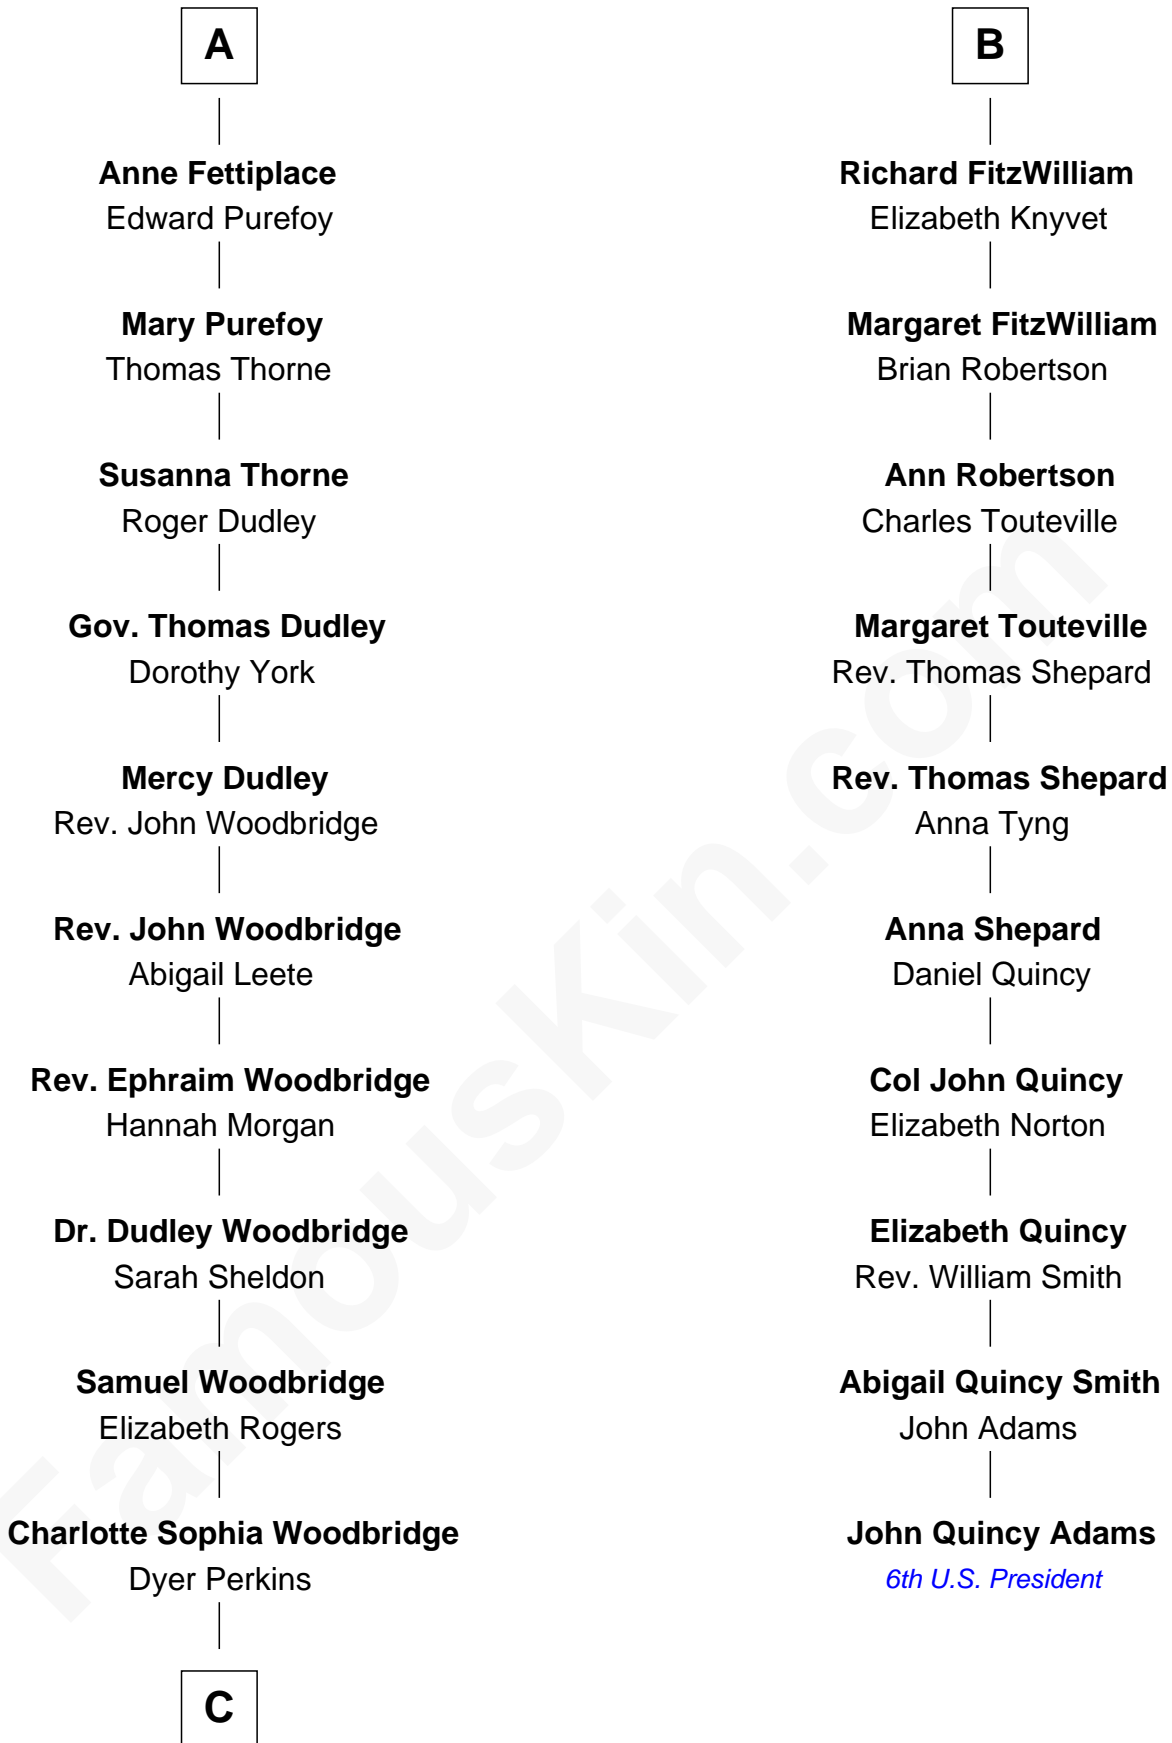 A
Anne Fettiplace
Edward Purefoy
Mary Purefoy
Thomas Thorne
Susanna Thorne
Roger Dudley
Gov. Thomas Dudley
Dorothy York
Mercy Dudley
Rev. John Woodbridge
Rev. John Woodbridge
Abigail Leete
Rev. Ephraim Woodbridge
Hannah Morgan
Dr. Dudley Woodbridge
Sarah Sheldon
Samuel Woodbridge
Elizabeth Rogers
Charlotte Sophia Woodbridge
Dyer Perkins
C
B
Richard FitzWilliam
Elizabeth Knyvet
Margaret FitzWilliam
Brian Robertson
Ann Robertson
Charles Touteville
Margaret Touteville
Rev. Thomas Shepard
Rev. Thomas Shepard
Anna Tyng
Anna Shepard
Daniel Quincy
Col John Quincy
Elizabeth Norton
Elizabeth Quincy
Rev. William Smith
Abigail Quincy Smith
John Adams
John Quincy Adams
6th U.S. President
FamousKin.com